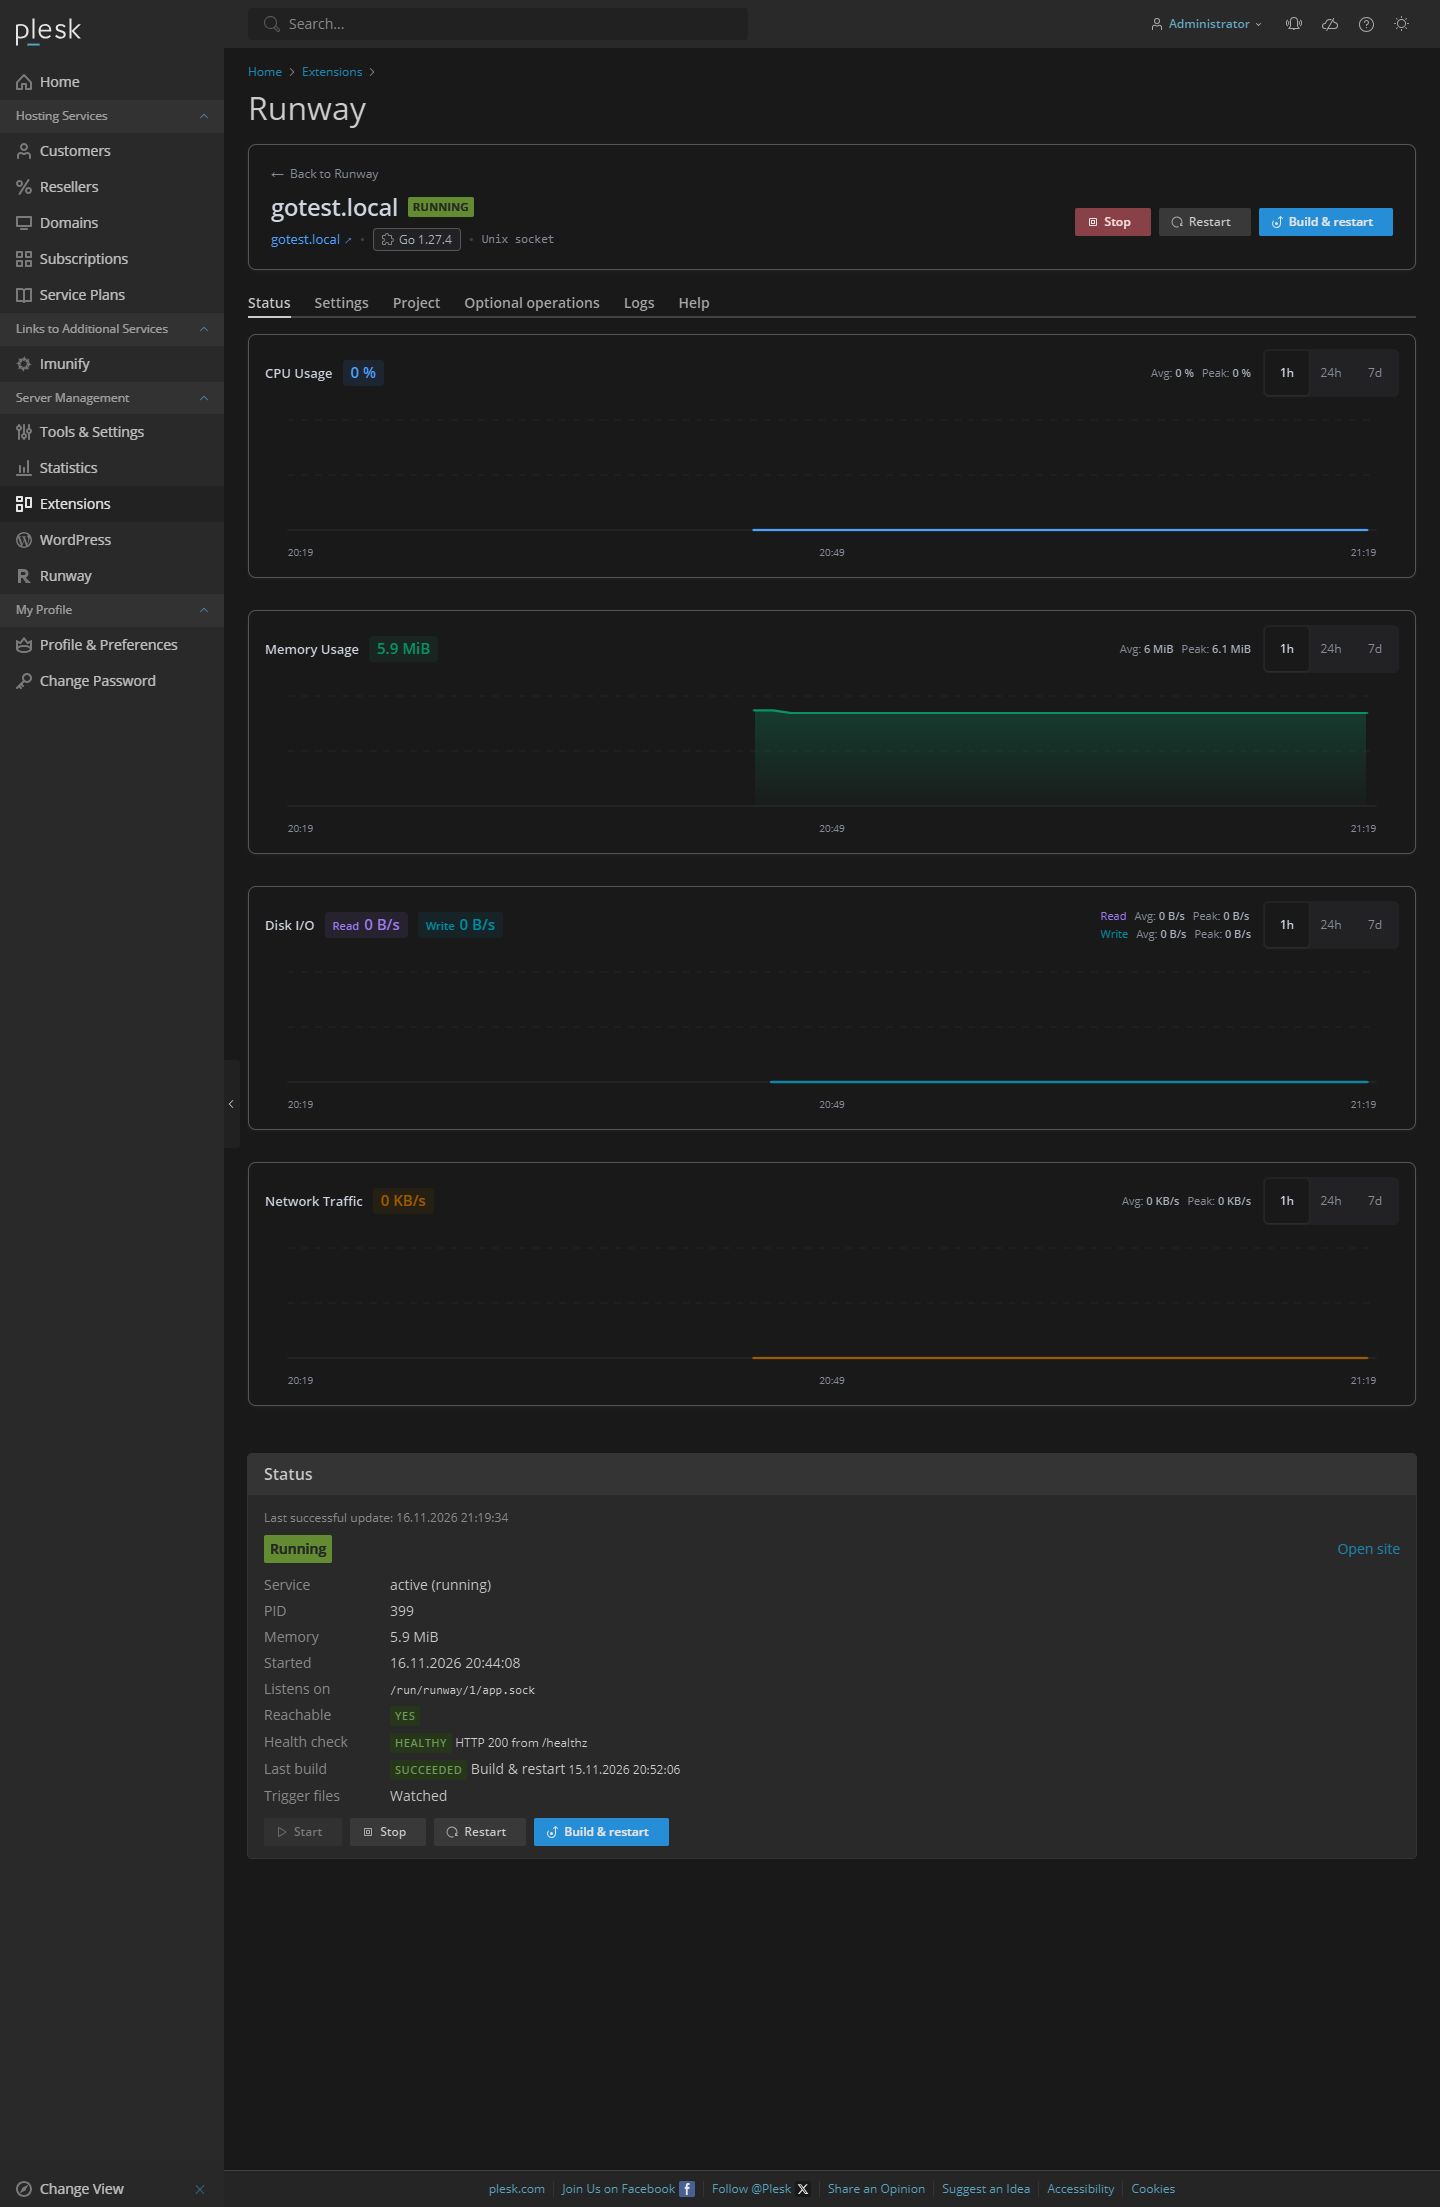 plesk
Search...
Administrator
Home
Hosting Services
Customers
Resellers
Domains
Subscriptions
Service Plans
Links to Additional Services
Imunify
Server Management
Tools & Settings
Statistics
Extensions
WordPress
Runway
My Profile
Profile & Preferences
Change Password
Change View
Home > Extensions >
Runway
← Back to Runway
gotest.local RUNNING
gotest.local ↗ • Go 1.27.4 • Unix socket
Stop Restart Build & restart
Status Settings Project Optional operations Logs Help
CPU Usage 0 % Avg: 0 % Peak: 0 % 1h 24h 7d
20:19 20:49 21:19
Memory Usage 5.9 MiB Avg: 6 MiB Peak: 6.1 MiB 1h 24h 7d
20:19 20:49 21:19
Disk I/O Read 0 B/s Write 0 B/s
Read Avg: 0 B/s Peak: 0 B/s
Write Avg: 0 B/s Peak: 0 B/s
1h 24h 7d
20:19 20:49 21:19
Network Traffic 0 KB/s Avg: 0 KB/s Peak: 0 KB/s 1h 24h 7d
20:19 20:49 21:19
Status
Last successful update: 16.11.2026 21:19:34
Running Open site
Service active (running)
PID 399
Memory 5.9 MiB
Started 16.11.2026 20:44:08
Listens on /run/runway/1/app.sock
Reachable YES
Health check HEALTHY HTTP 200 from /healthz
Last build SUCCEEDED Build & restart 15.11.2026 20:52:06
Trigger files Watched
Start Stop Restart Build & restart
plesk.com Join Us on Facebook Follow @Plesk Share an Opinion Suggest an Idea Accessibility Cookies